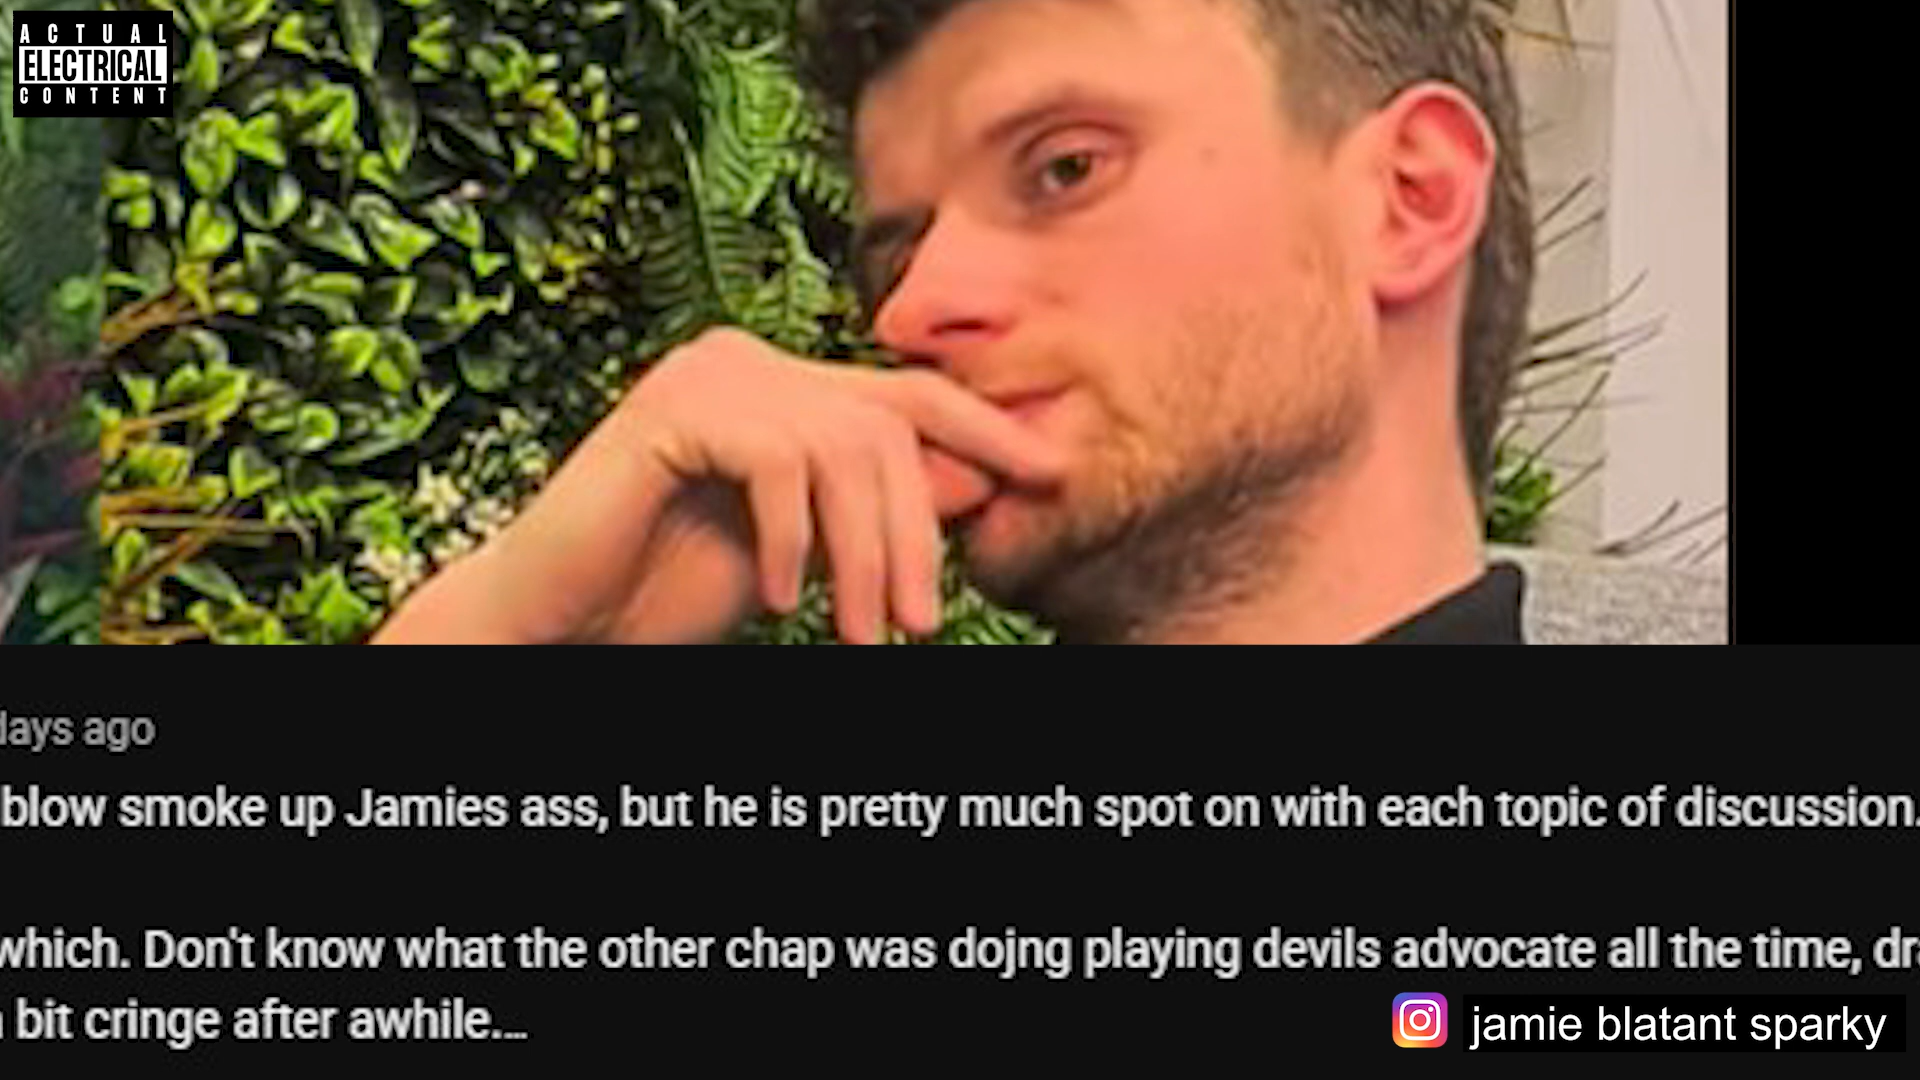 ACTUAL
ELECTRICAL
CONTENT
days ago
blow smoke up Jamies ass, but he is pretty much spot on with each topic of discussion.
which. Don't know what the other chap was dojng playing devils advocate all the time,
bit cringe after awhile....
jamie blatant sparky